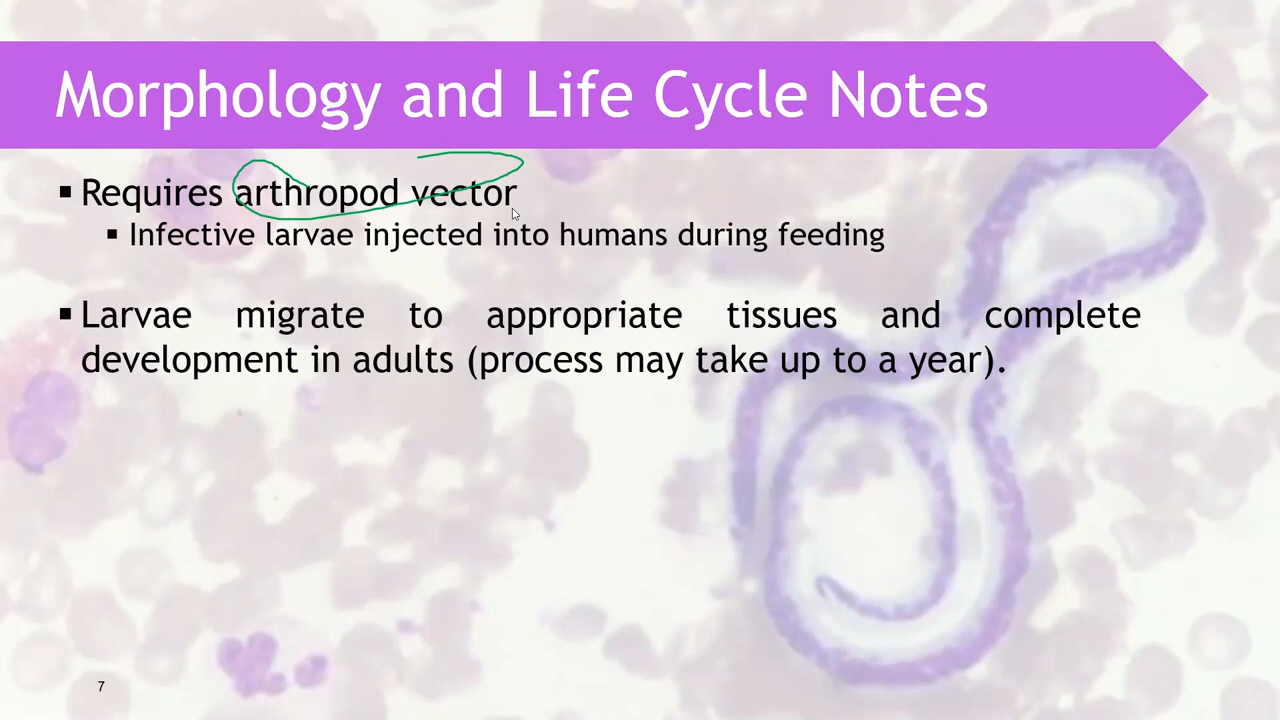 Morphology and Life Cycle Notes
▪ Requires arthropod vector
▪ Infective larvae injected into humans during feeding
▪ Larvae migrate to appropriate tissues and complete
development in adults (process may take up to a year).
7